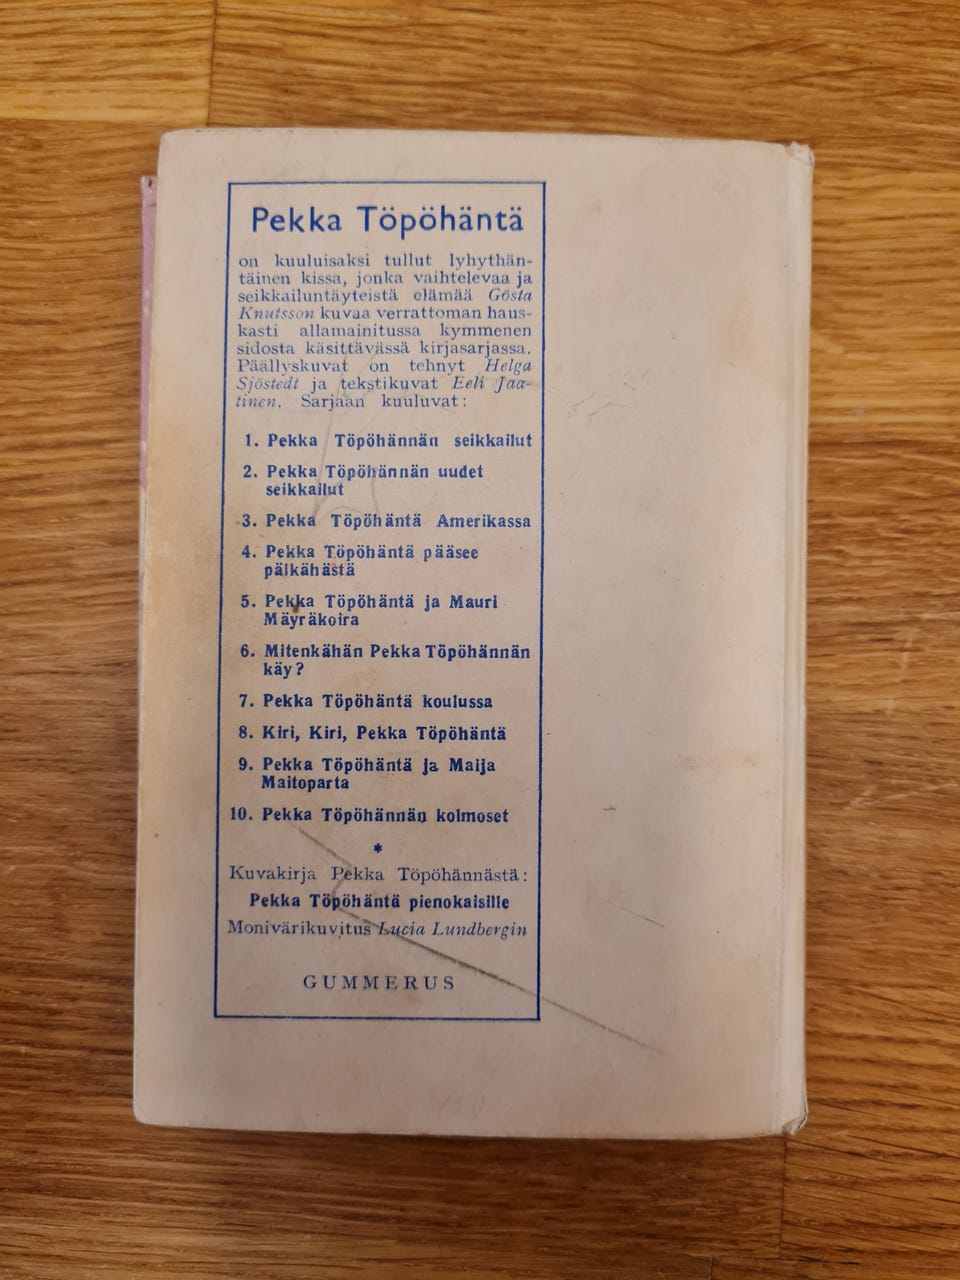 Pekka Töpöhäntä
on kuuluisaksi tullut lyhythän-
täinen kissa, jonka vaihtelevaa ja
seikkailuntäyteistä elämää Gösta
Knutsson kuvaa verrattoman haus-
kasti allamainitussa kymmenen
sidosta käsittävässä kirjasarjassa.
Päällyskuvat on tehnyt Helga
Sjöstedt ja tekstikuvat Eeli Jaa-
tinen. Sarjaan kuuluvat:
1. Pekka Töpöhännän seikkailut
2. Pekka Töpöhännän uudet
seikkailut
3. Pekka Töpöhäntä Amerikassa
4. Pekka Töpöhäntä pääsee
pälkähästä
5. Pekka Töpöhäntä ja Mauri
Mäyräkoira
6. Mitenkähän Pekka Töpöhännän
käy?
7. Pekka Töpöhäntä koulussa
8. Kiri, Kiri, Pekka Töpöhäntä
9. Pekka Töpöhäntä ja Maija
Maitoparta
10. Pekka Töpöhännän kolmoset
*
Kuvakirja Pekka Töpöhännästä:
Pekka Töpöhäntä pienokaisille
Monivärikuvitus Lucia Lundbergin
GUMMERUS